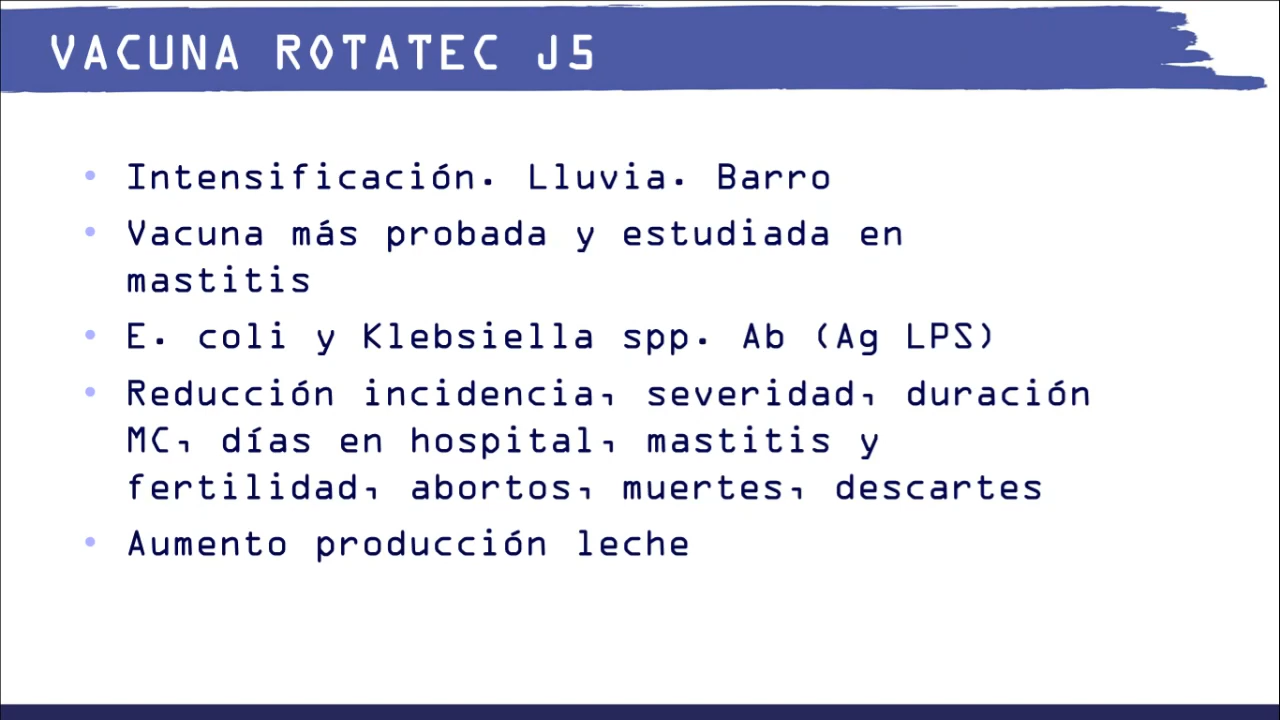 VACUNA ROTATEC J5
• Intensificación. Lluvia. Barro
• Vacuna más probada y estudiada en
mastitis
• E. coli y Klebsiella spp. Ab (Ag LPS)
• Reducción incidencia, severidad, duración
MC, días en hospital, mastitis y
fertilidad, abortos, muertes, descartes
• Aumento producción leche